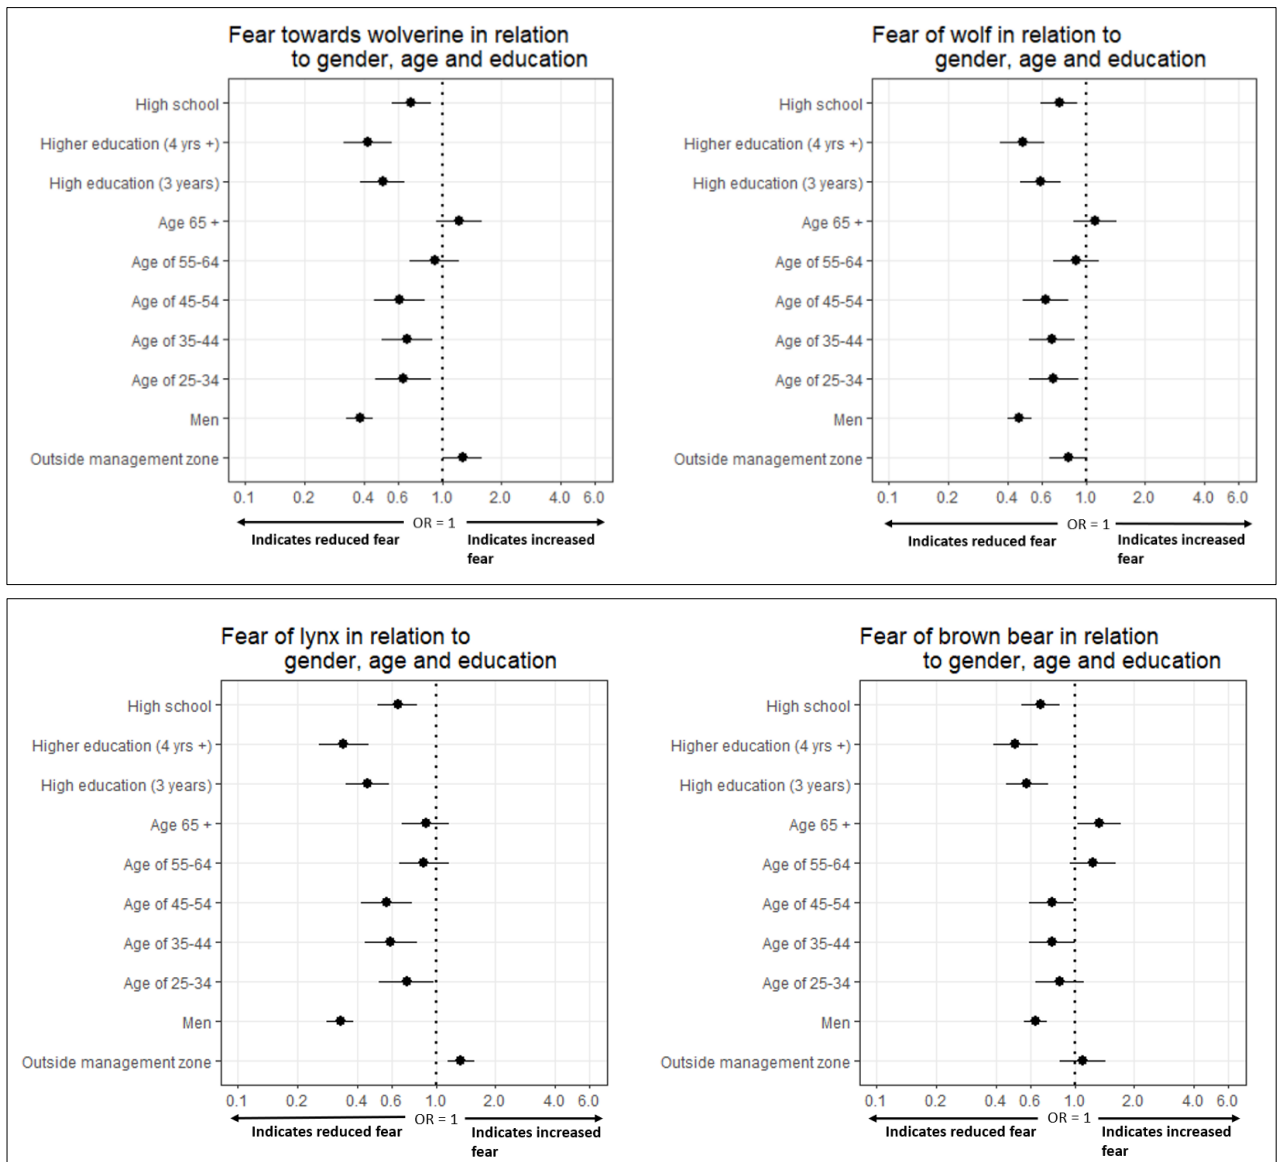 Fear towards wolverine in relation
to gender, age and education
High school
Higher education (4 yrs +)
High education (3 years)
Age 65 +
Age of 55-64
Age of 45-54
Age of 35-44
Age of 25-34
Men
Outside management zone
0.1 0.2 0.4 0.6 1.0 2.0 4.0 6.0
OR = 1
Indicates reduced fear
Indicates increased
fear
Fear of wolf in relation to
gender, age and education
High school
Higher education (4 yrs +)
High education (3 years)
Age 65 +
Age of 55-64
Age of 45-54
Age of 35-44
Age of 25-34
Men
Outside management zone
0.1 0.2 0.4 0.6 1.0 2.0 4.0 6.0
OR = 1
Indicates reduced fear
Indicates increased
fear
Fear of lynx in relation to
gender, age and education
High school
Higher education (4 yrs +)
High education (3 years)
Age 65 +
Age of 55-64
Age of 45-54
Age of 35-44
Age of 25-34
Men
Outside management zone
0.1 0.2 0.4 0.6 1.0 2.0 4.0 6.0
OR = 1
Indicates reduced fear
Indicates increased
fear
Fear of brown bear in relation
to gender, age and education
High school
Higher education (4 yrs +)
High education (3 years)
Age 65 +
Age of 55-64
Age of 45-54
Age of 35-44
Age of 25-34
Men
Outside management zone
0.1 0.2 0.4 0.6 1.0 2.0 4.0 6.0
OR = 1
Indicates reduced fear
Indicates increased
fear